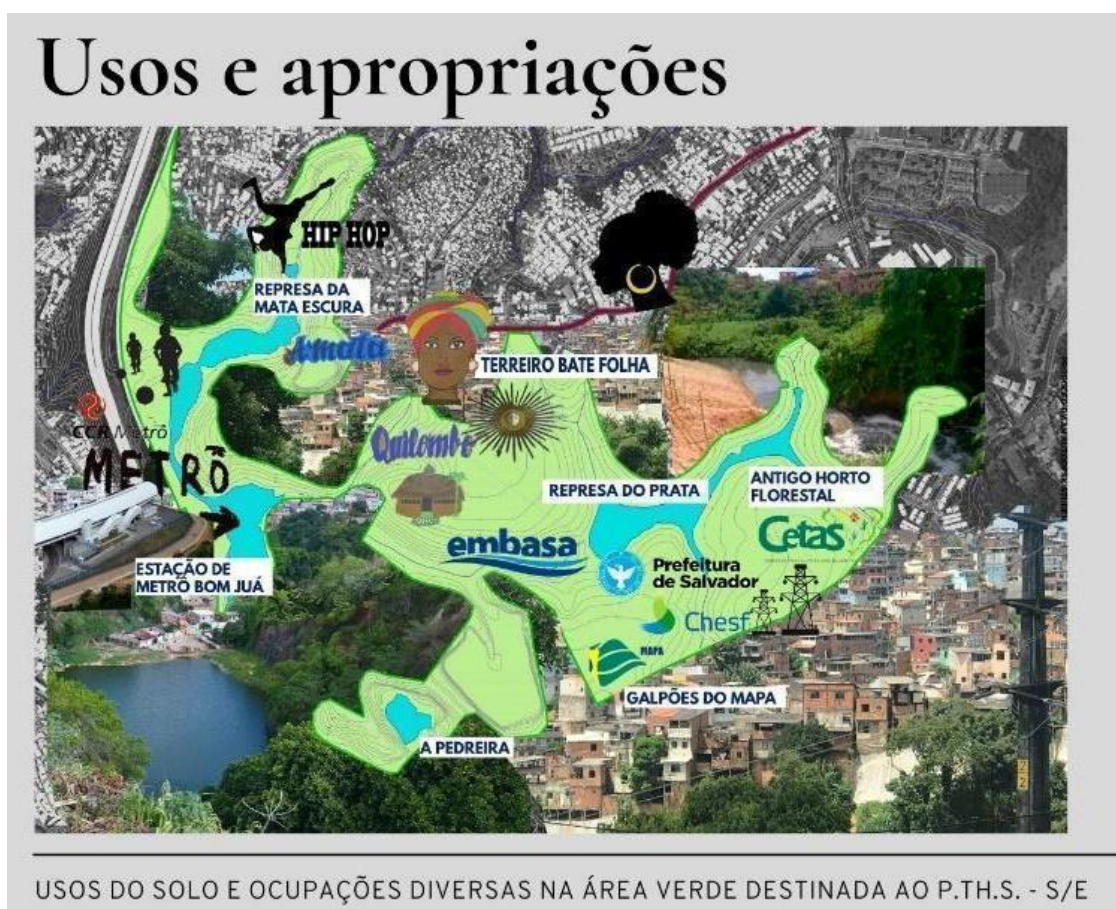 Usos e apropriações
HIP HOP
REPRESA DA
MATA ESCURA
Amafa
TERREIRO BATE FOLHA
CCR Metrô
METRÔ
Quilombo
REPRESA DO PRATA
ANTIGO HORTO
FLORESTAL
Cetas
embasa
Prefeitura
de Salvador
ESTAÇÃO DE
METRÔ BOM JUÁ
Chesf
MAPA
GALPÕES DO MAPA
A PEDREIRA
USOS DO SOLO E OCUPAÇÕES DIVERSAS NA ÁREA VERDE DESTINADA AO P.TH.S. - S/E